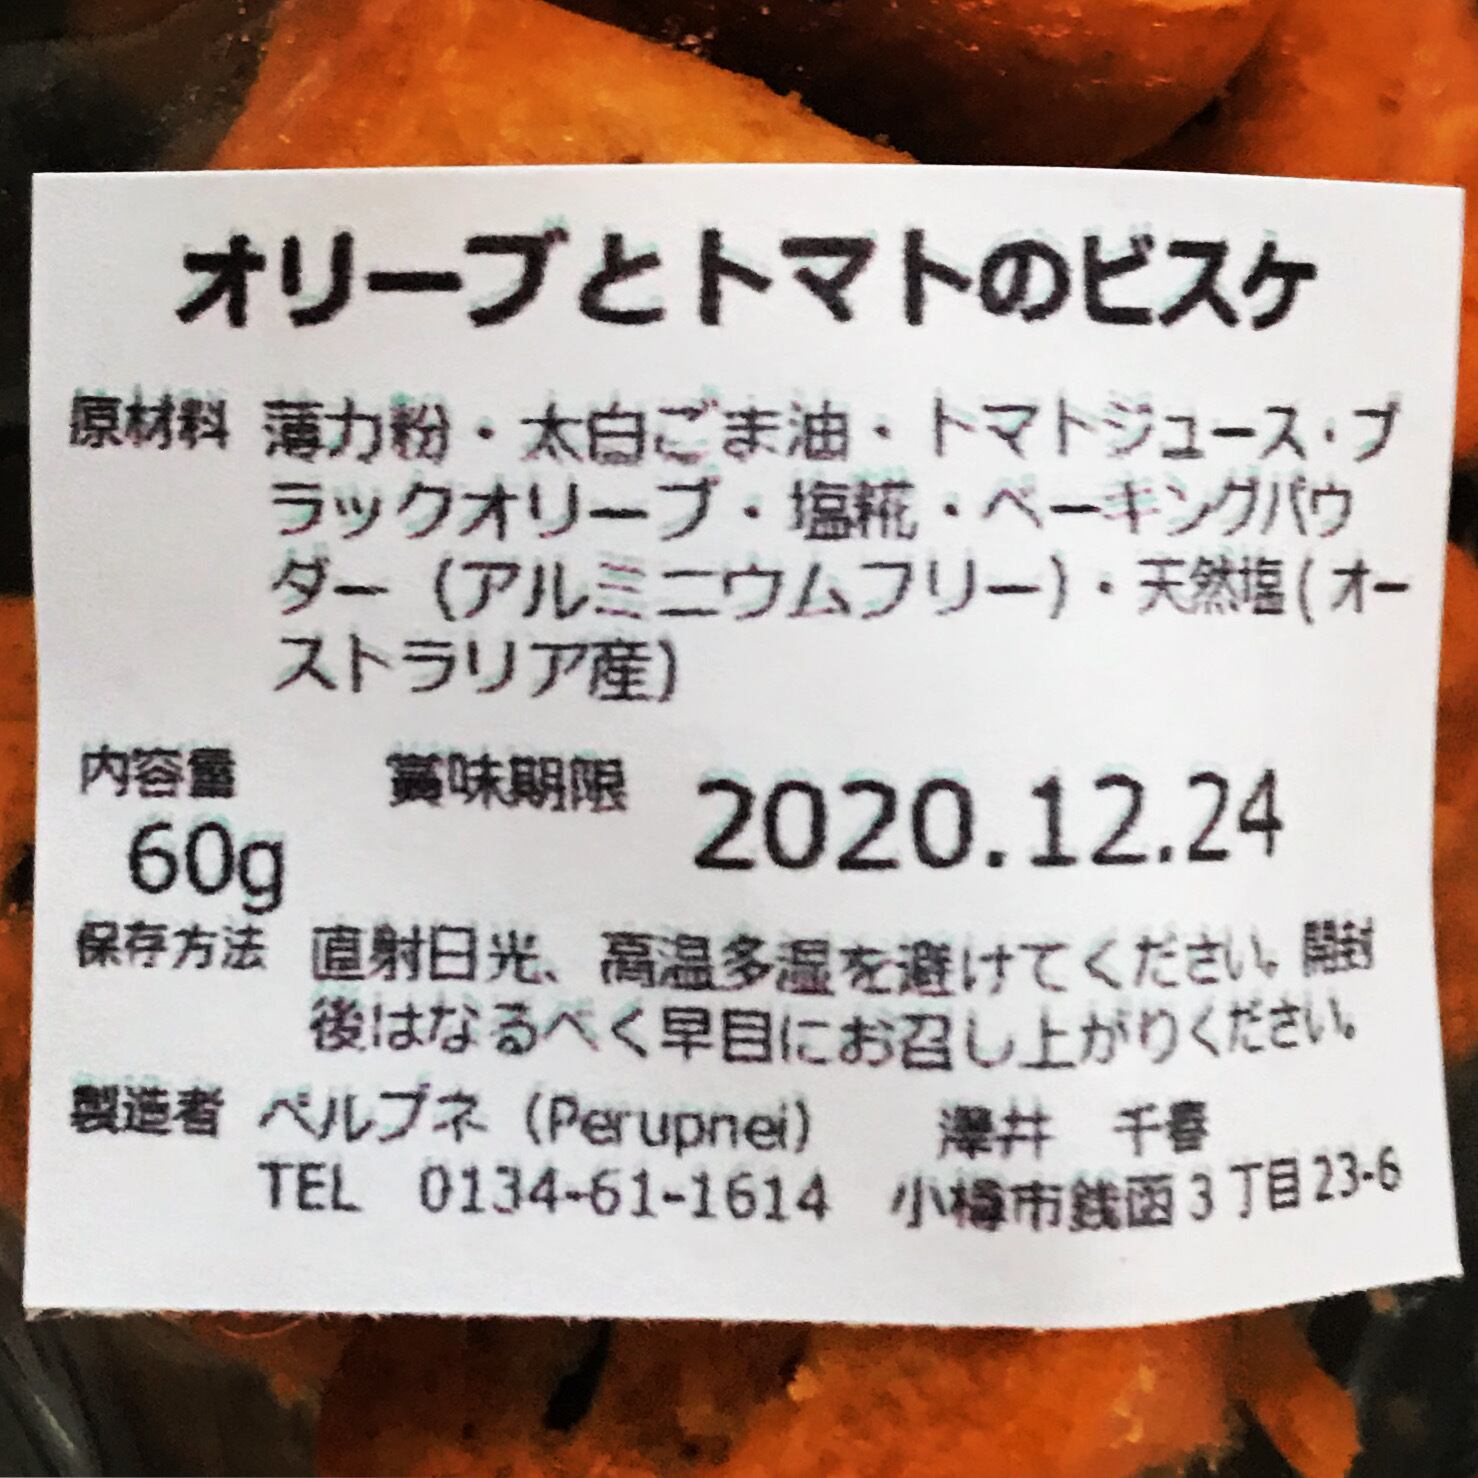 オリーブとトマトのビスケ
原材料 薄力粉・太白ごま油・トマトジュース・ブ
ラックオリーブ・塩糀・ベーキングパウ
ダー（アルミニウムフリー）・天然塩(オー
ストラリア産)
内容量 賞味期限 2020.12.24
60g
保存方法 直射日光、高温多湿を避けてください。開封
後はなるべく早目にお召し上がりください。
製造者 ペルプネ（Perupnei） 澤井 千春
TEL 0134-61-1614 小樽市銭函3丁目23-6